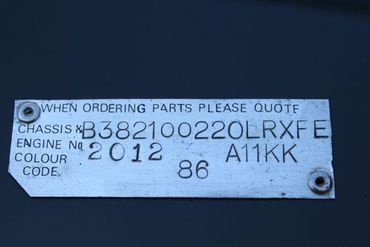 WHEN ORDERING PARTS PLEASE QUOTE
CHASSIS & B382100220LRXFE
ENGINE No 2012 A11KK
COLOUR CODE 86